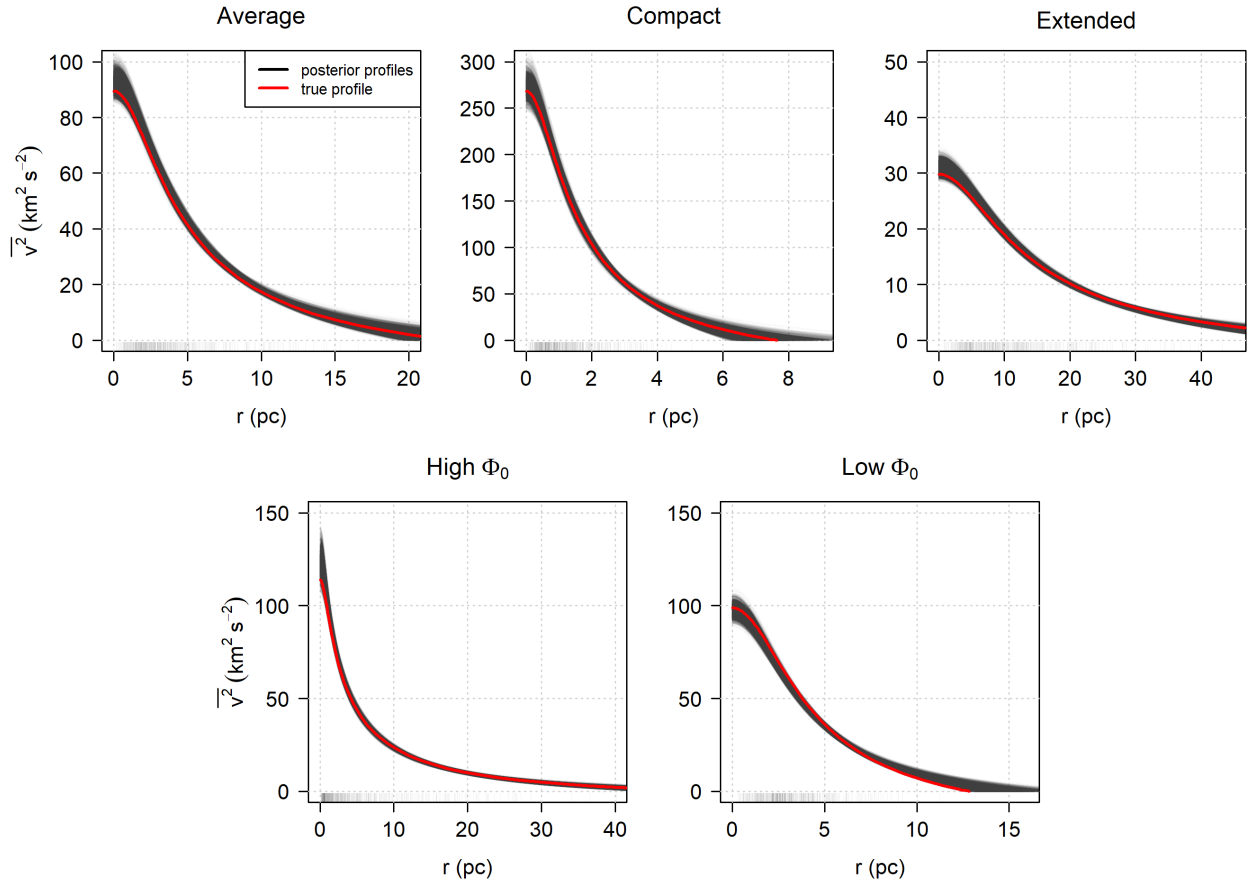 Average
Compact
Extended
posterior profiles
true profile
100
80
60
40
20
0
0 5 10 15 20
r (pc)
v² (km² s⁻²)
300
250
200
150
100
50
0
0 2 4 6 8
r (pc)
50
40
30
20
10
0
0 10 20 30 40
r (pc)
High Φ₀
Low Φ₀
150
100
50
0
0 10 20 30 40
r (pc)
v² (km² s⁻²)
150
100
50
0
0 5 10 15
r (pc)